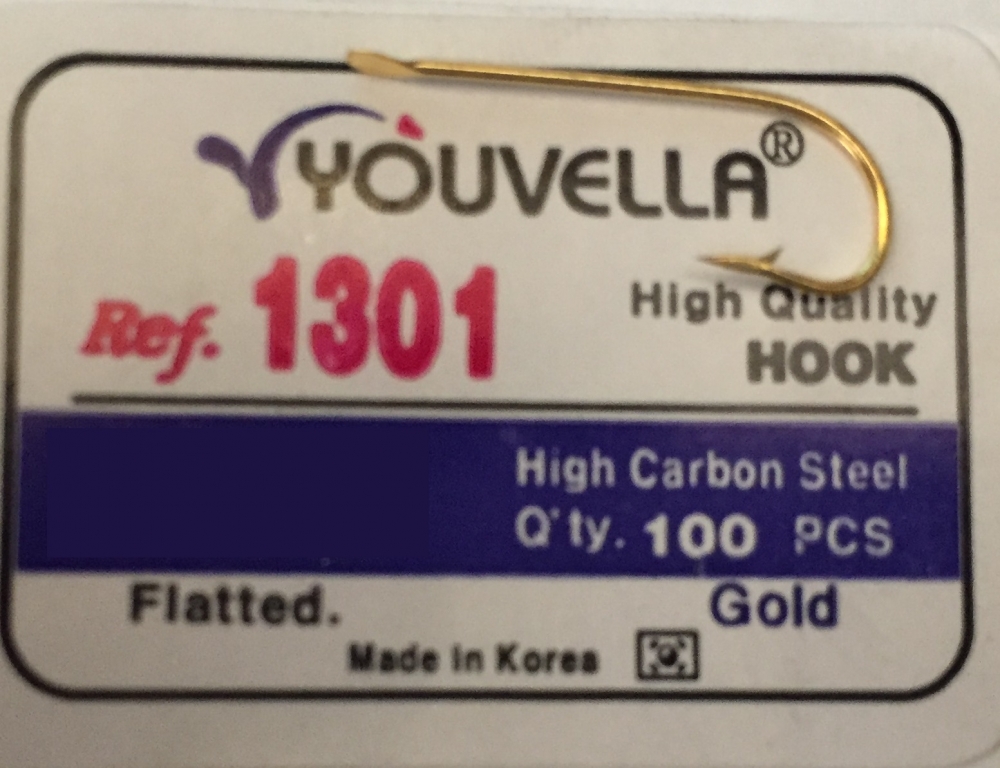 YOUVELLA®
Ref. 1301
High Quality
HOOK
High Carbon Steel
Q'ty. 100 PCS
Flatted. Gold
Made in Korea